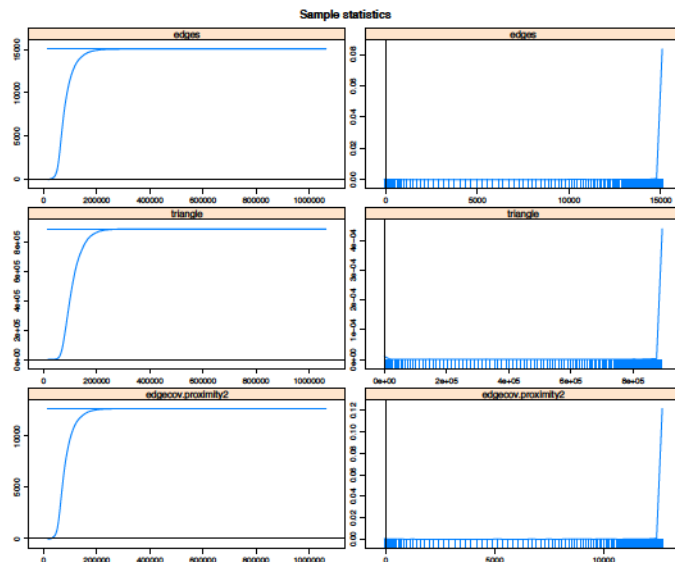 Sample statistics
edges
edges
0 5000 10000 15000
0.00 0.02 0.04 0.06 0.08
0 200000 400000 600000 800000 1000000
0 5000 10000 15000
triangle
triangle
0e+00 2e+05 4e+05 6e+05 8e+05
0e+00 1e-04 2e-04 3e-04 4e-04
0 200000 400000 600000 800000 1000000
0e+00 2e+05 4e+05 6e+05 8e+05
edgecov.proximity2
edgecov.proximity2
0 5000 10000
0.00 0.02 0.04 0.06 0.08 0.10 0.12
0 200000 400000 600000 800000 1000000
0 5000 10000